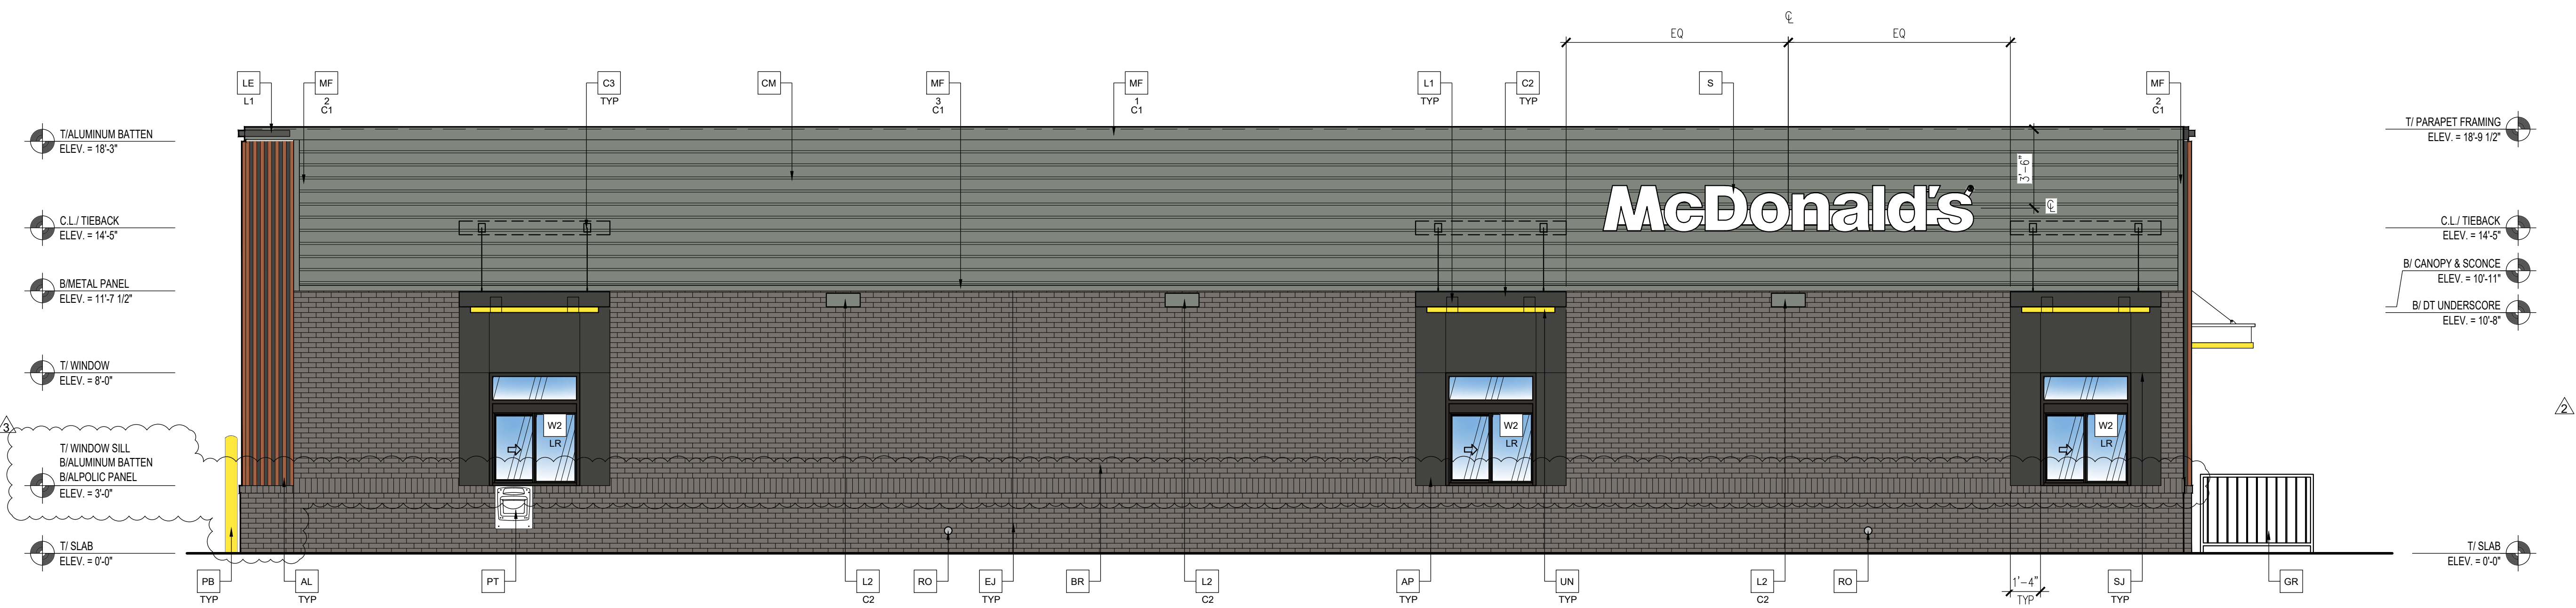 ℄
EQ
EQ
LE
L1
MF
2
C1
C3
TYP
CM
MF
3
C1
MF
1
C1
L1
TYP
C2
TYP
S
MF
2
C1
T/ALUMINUM BATTEN
ELEV. = 18'-3"
T/ PARAPET FRAMING
ELEV. = 18'-9 1/2"
3'-6"
McDonald's
℄
C.L./ TIEBACK
ELEV. = 14'-5"
C.L./ TIEBACK
ELEV. = 14'-5"
B/ CANOPY & SCONCE
ELEV. = 10'-11"
B/METAL PANEL
ELEV. = 11'-7 1/2"
B/ DT UNDERSCORE
ELEV. = 10'-8"
T/ WINDOW
ELEV. = 8'-0"
W2
LR
W2
LR
W2
LR
3
2
T/ WINDOW SILL
B/ALUMINUM BATTEN
B/ALPOLIC PANEL
ELEV. = 3'-0"
T/ SLAB
ELEV. = 0'-0"
T/ SLAB
ELEV. = 0'-0"
PB
TYP
AL
TYP
PT
L2
C2
RO
EJ
TYP
BR
L2
C2
AP
TYP
UN
TYP
L2
C2
RO
1'-4"
TYP
SJ
TYP
GR